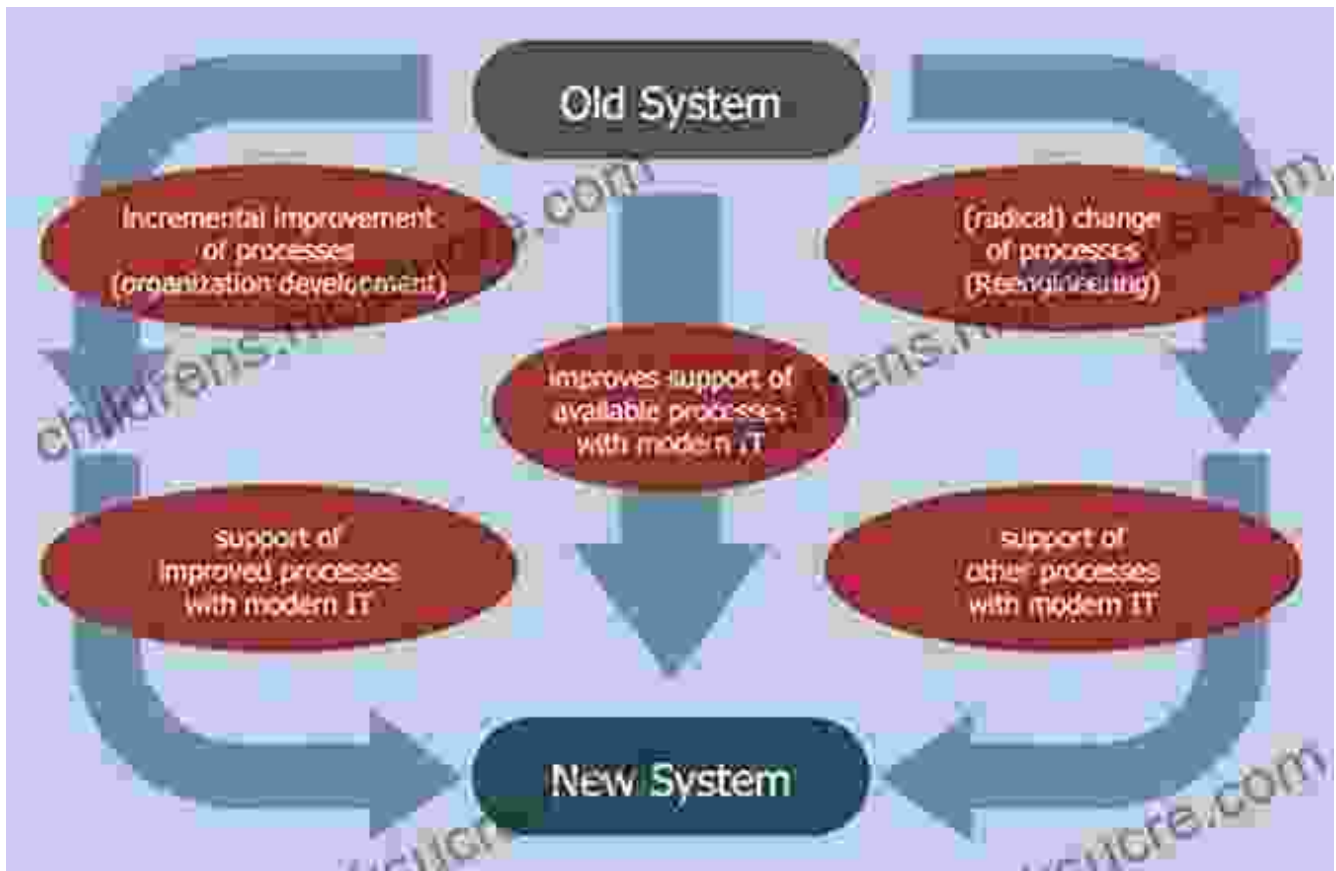 Old System
Incremental improvement
of processes
(organization development)
(radical) change
of processes
(Reengineering)
improves support of
available processes
with modern IT
support of
improved processes
with modern IT
support of
other processes
with modern IT
New System